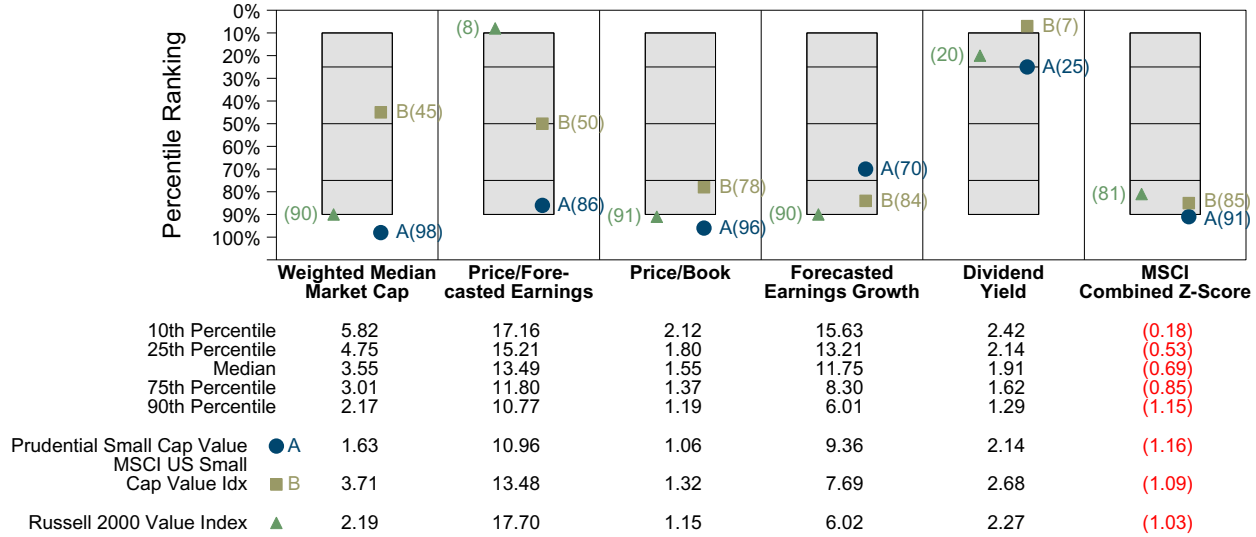 Percentile Ranking
0%
10%
20%
30%
40%
50%
60%
70%
80%
90%
100%
(90)
B(45)
A(98)
(8)
B(50)
A(86)
(91)
B(78)
A(96)
(90)
A(70)
B(84)
(20)
B(7)
A(25)
(81)
B(85)
A(91)
Weighted Median
Market Cap
Price/Fore-
casted Earnings
Price/Book
Forecasted
Earnings Growth
Dividend
Yield
MSCI
Combined Z-Score
10th Percentile 5.82 17.16 2.12 15.63 2.42 (0.18)
25th Percentile 4.75 15.21 1.80 13.21 2.14 (0.53)
Median 3.55 13.49 1.55 11.75 1.91 (0.69)
75th Percentile 3.01 11.80 1.37 8.30 1.62 (0.85)
90th Percentile 2.17 10.77 1.19 6.01 1.29 (1.15)
Prudential Small Cap Value A 1.63 10.96 1.06 9.36 2.14 (1.16)
MSCI US Small
Cap Value Idx B 3.71 13.48 1.32 7.69 2.68 (1.09)
Russell 2000 Value Index 2.19 17.70 1.15 6.02 2.27 (1.03)